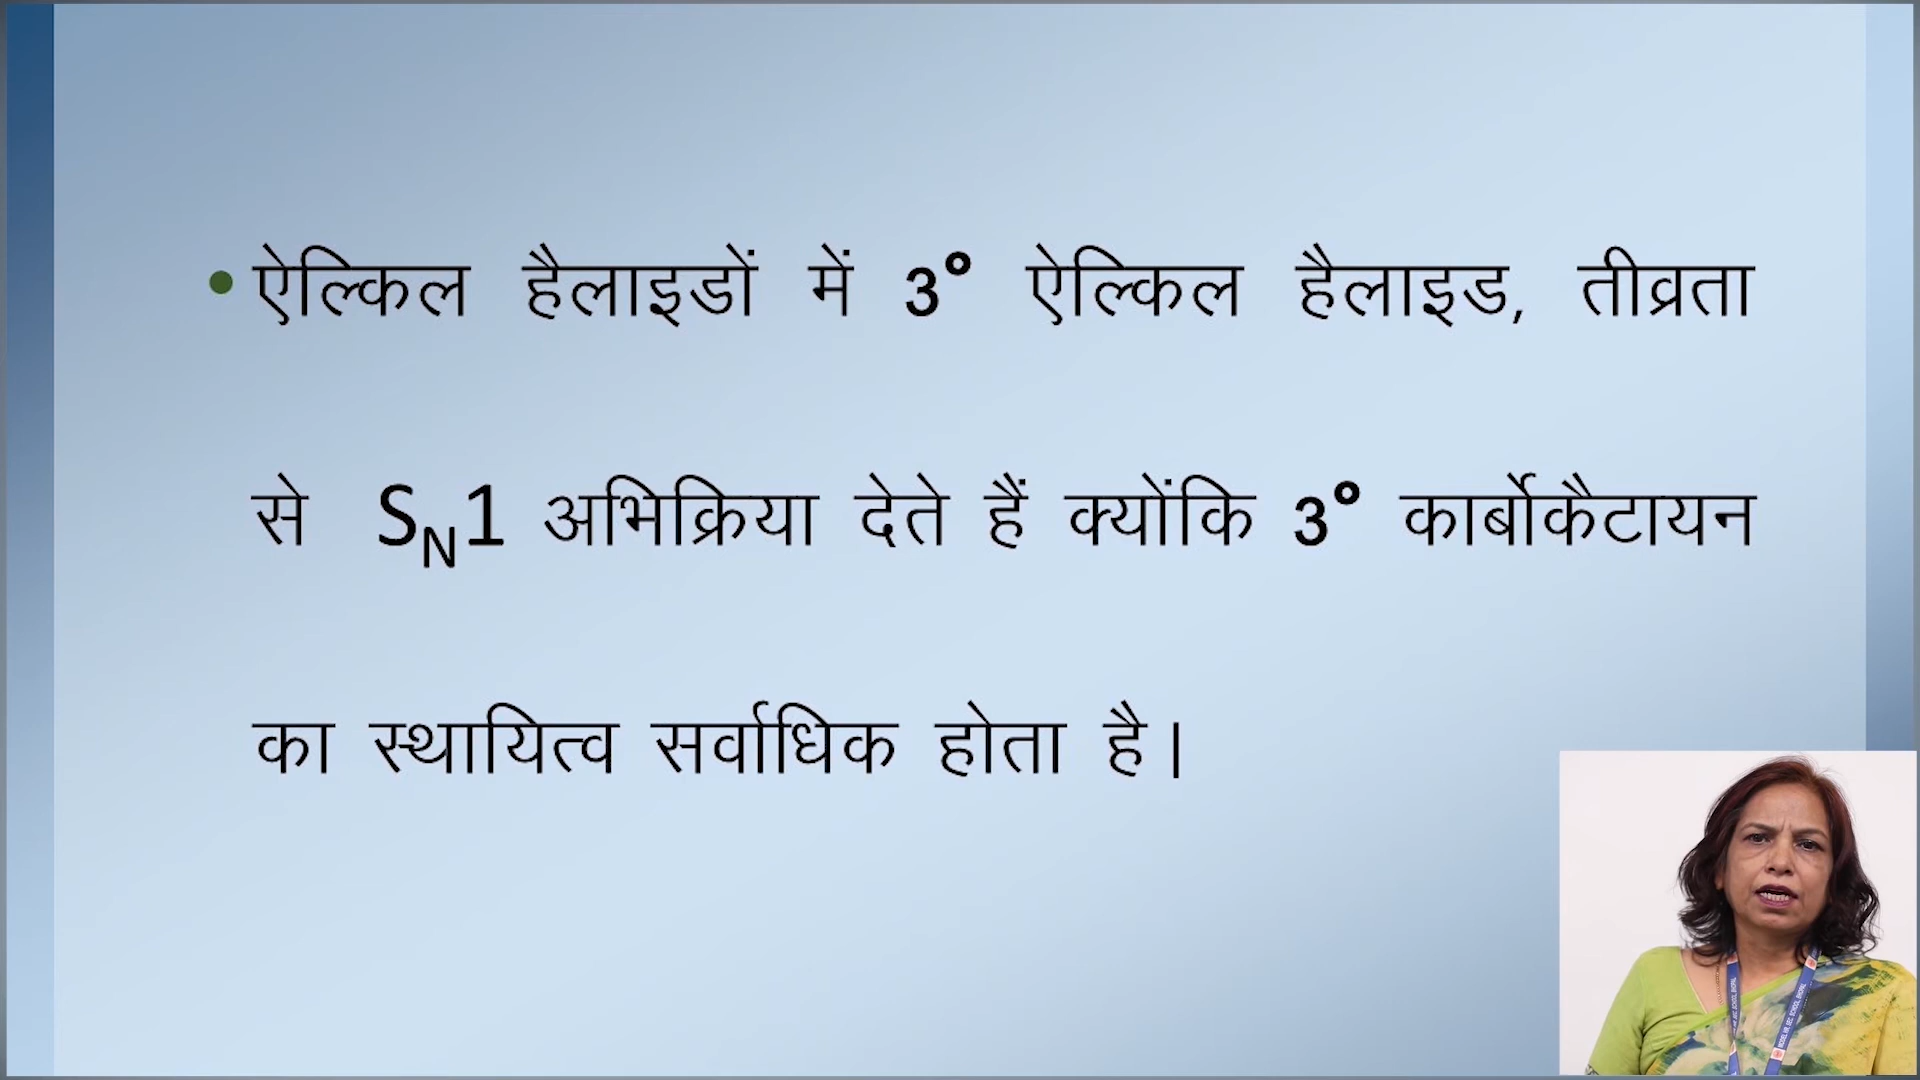 • ऐल्किल हैलाइडों में 3° ऐल्किल हैलाइड, तीव्रता
से S_N1 अभिक्रिया देते हैं क्योंकि 3° कार्बोकैटायन
का स्थायित्व सर्वाधिक होता है।